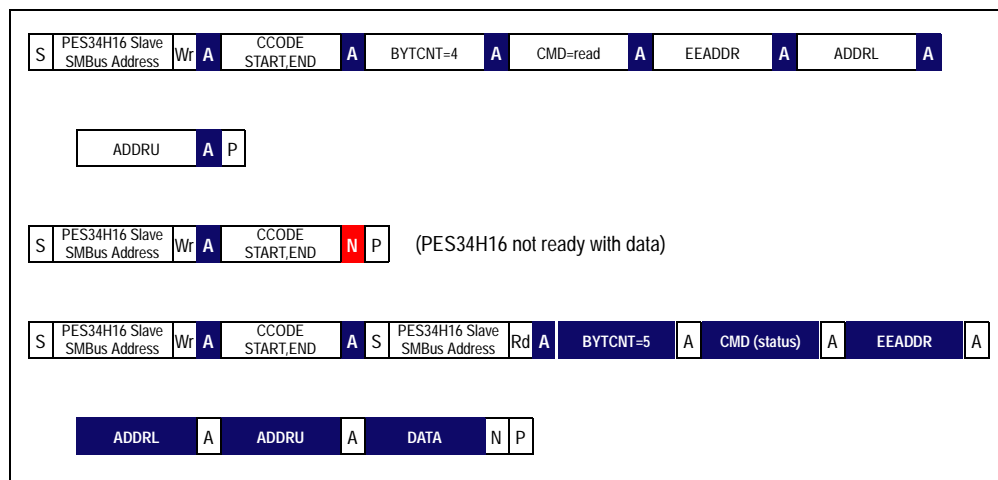 S PES34H16 Slave SMBus Address Wr A CCODE START,END A BYTCNT=4 A CMD=read A EEADDR A ADDRL A
ADDRU A P
S PES34H16 Slave SMBus Address Wr A CCODE START,END N P (PES34H16 not ready with data)
S PES34H16 Slave SMBus Address Wr A CCODE START,END A S PES34H16 Slave SMBus Address Rd A BYTCNT=5 A CMD (status) A EEADDR A
ADDRL A ADDRU A DATA N P